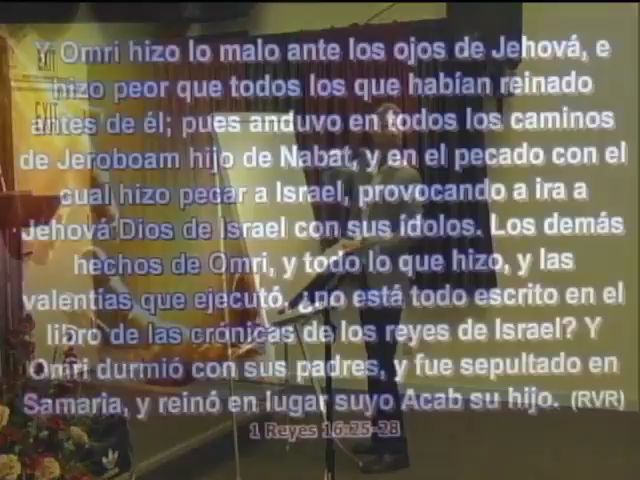 Y Omri hizo lo malo ante los ojos de Jehová, e
hizo peor que todos los que habían reinado
antes de él; pues anduvo en todos los caminos
de Jeroboam hijo de Nabat, y en el pecado con el
cual hizo pecar a Israel, provocando a ira a
Jehová Dios de Israel con sus ídolos. Los demás
hechos de Omri, y todo lo que hizo, y las
valentías que ejecutó, ¿no está todo escrito en el
libro de las crónicas de los reyes de Israel? Y
Omri durmió con sus padres, y fue sepultado en
Samaria, y reinó en lugar suyo Acab su hijo. (RVR)
1 Reyes 16:25-28
EXIT
EXIT